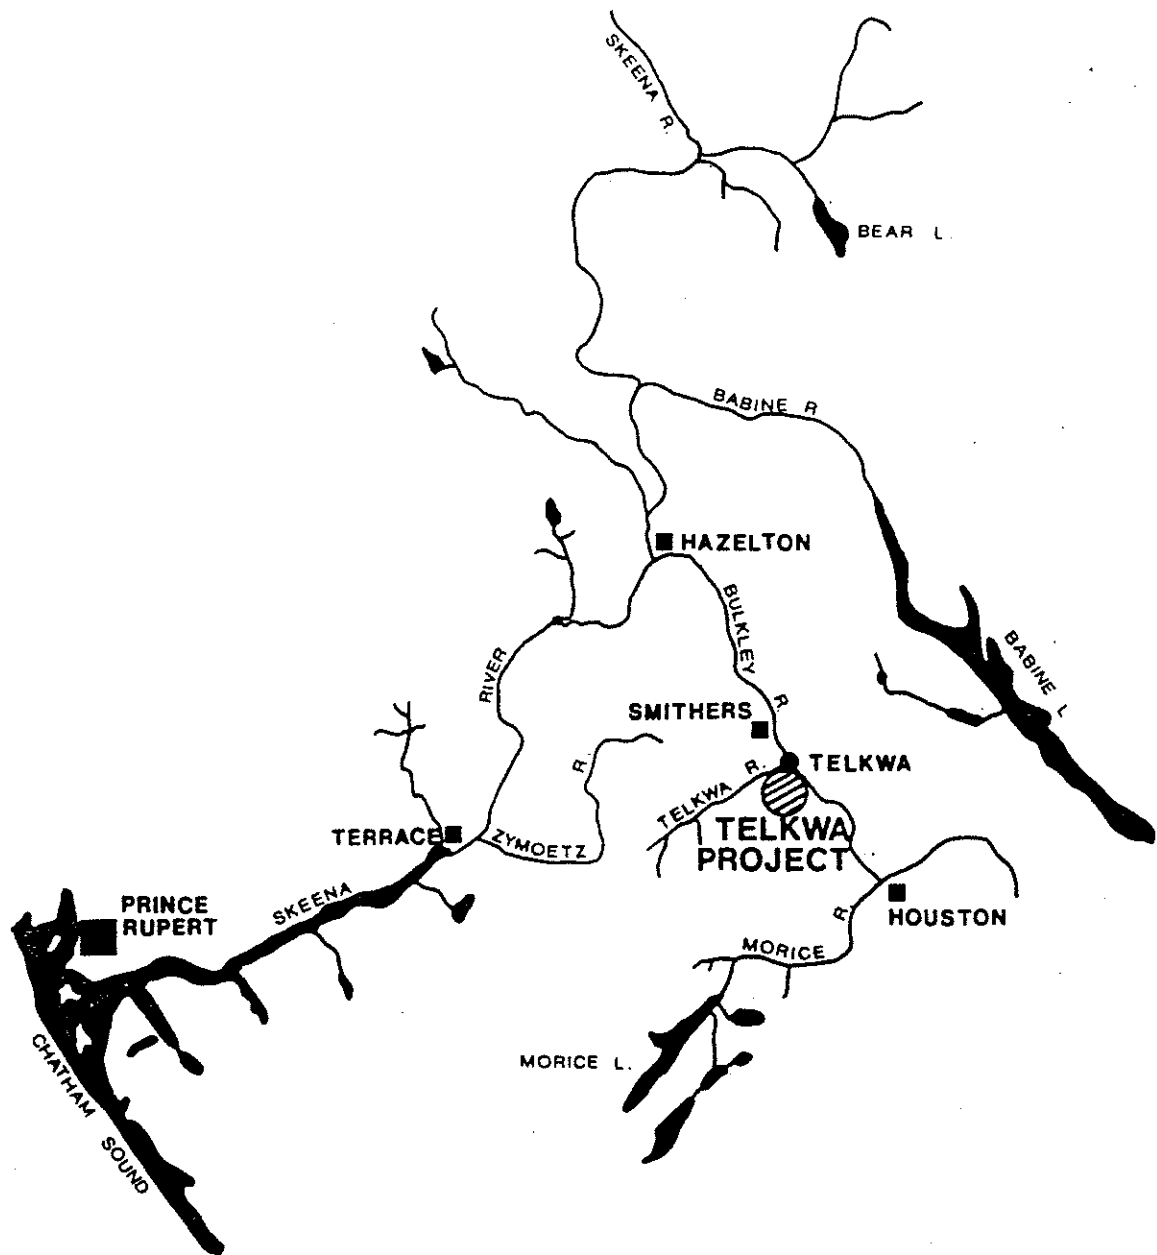 SKEENA R.
BEAR L.
BABINE R
HAZELTON
BULKLEY R.
RIVER
BABINE L
SMITHERS
R.
TELKWA
TELKWA R.
TELKWA
PROJECT
TERRACE
ZYMOETZ
SKEENA
PRINCE
RUPERT
HOUSTON
R.
MORICE
MORICE L.
CHATHAM SOUND